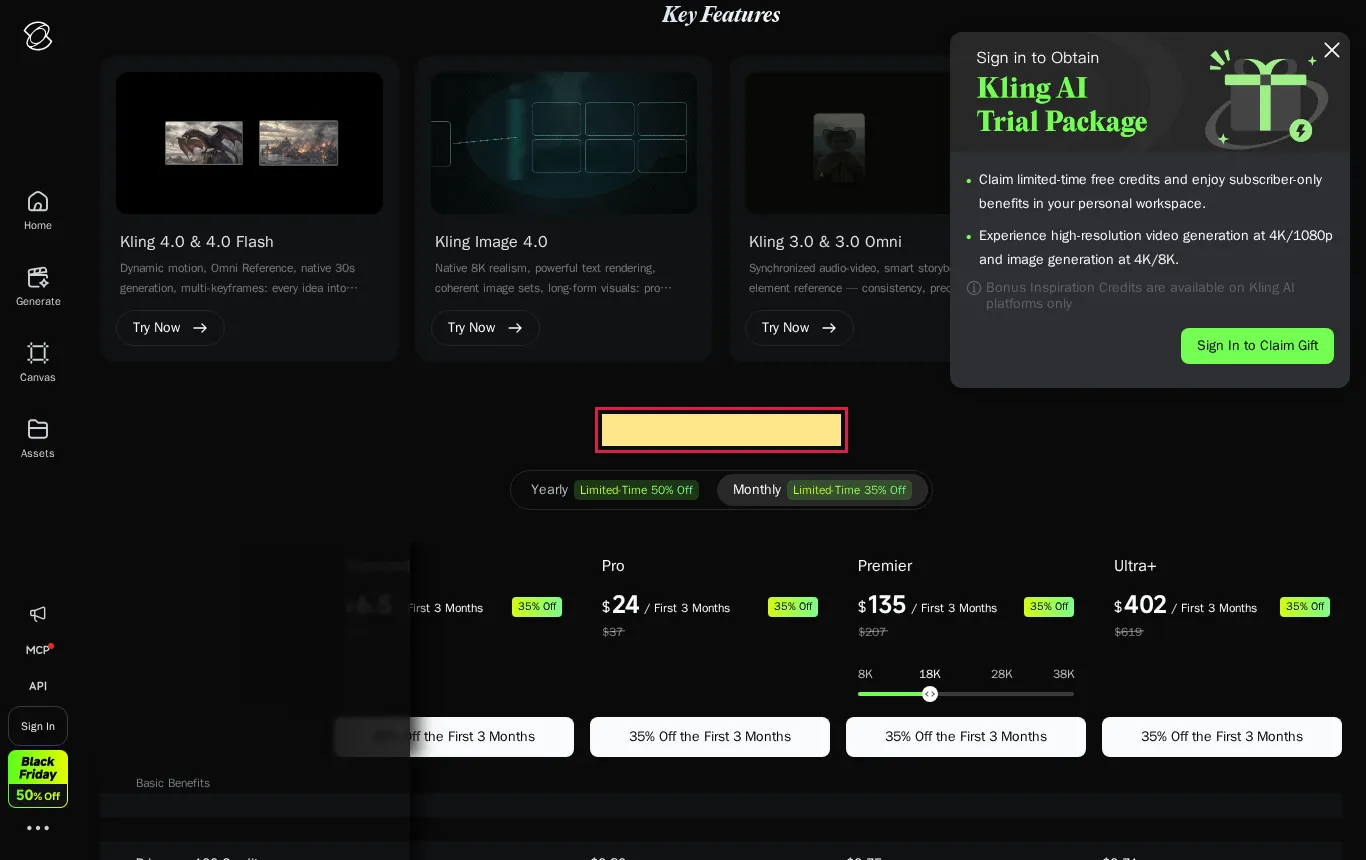 Key Features
Sign in to Obtain
Kling AI
Trial Package
Claim limited-time free credits and enjoy subscriber-only
benefits in your personal workspace.
Experience high-resolution video generation at 4K/1080p
and image generation at 4K/8K.
Bonus Inspiration Credits are available on Kling AI
platforms only
Sign In to Claim Gift
Home
Generate
Canvas
Assets
MCP
API
Sign In
Black
Friday
50% Off
Kling 4.0 & 4.0 Flash
Dynamic motion, Omni Reference, native 30s
generation, multi-keyframes: every idea into···
Try Now
Kling Image 4.0
Native 8K realism, powerful text rendering,
coherent image sets, long-form visuals: pro···
Try Now
Kling 3.0 & 3.0 Omni
Synchronized audio-video, smart storyb
element reference — consistency, prec
Try Now
Yearly Limited-Time 50% Off
Monthly Limited-Time 35% Off
6.5 First 3 Months 35% Off
Off the First 3 Months
Pro
$24 / First 3 Months 35% Off
$37
35% Off the First 3 Months
Premier
$135 / First 3 Months 35% Off
$207
8K 18K 28K 38K
35% Off the First 3 Months
Ultra+
$402 / First 3 Months 35% Off
$619
35% Off the First 3 Months
Basic Benefits